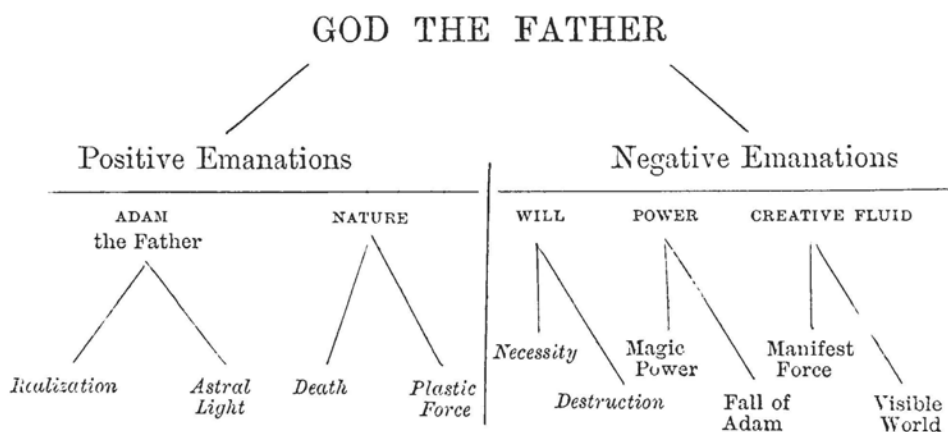 GOD THE FATHER
Positive Emanations
Negative Emanations
ADAM
the Father
NATURE
WILL
POWER
CREATIVE FLUID
Realization
Astral
Light
Death
Plastic
Force
Necessity
Destruction
Magic
Power
Fall of
Adam
Manifest
Force
Visible
World